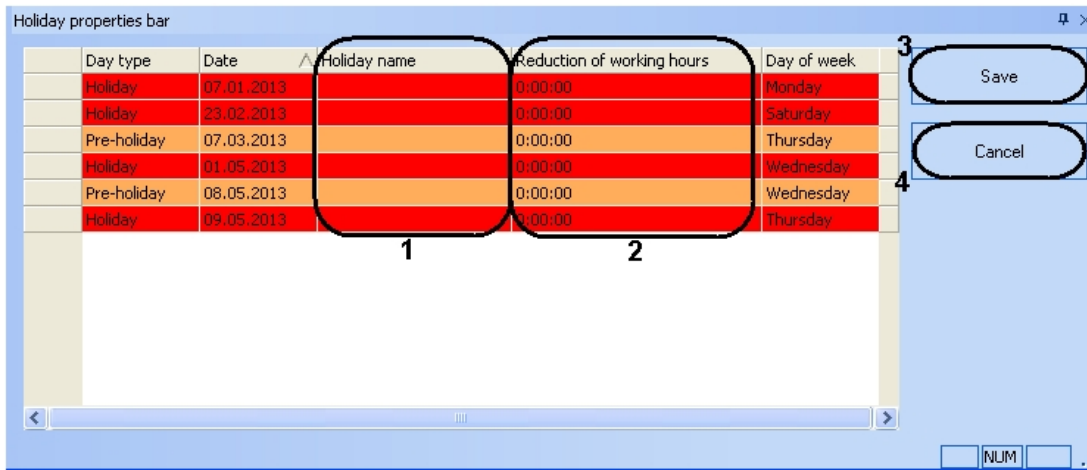 Holiday properties bar
Day type Date Holiday name Reduction of working hours Day of week
Holiday 07.01.2013 0:00:00 Monday
Holiday 23.02.2013 0:00:00 Saturday
Pre-holiday 07.03.2013 0:00:00 Thursday
Holiday 01.05.2013 0:00:00 Wednesday
Pre-holiday 08.05.2013 0:00:00 Wednesday
Holiday 09.05.2013 0:00:00 Thursday
1 2
3
Save
Cancel
4
NUM